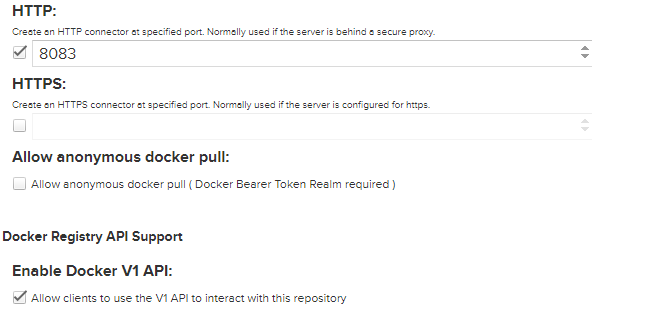 HTTP:
Create an HTTP connector at specified port. Normally used if the server is behind a secure proxy.
8083
HTTPS:
Create an HTTPS connector at specified port. Normally used if the server is configured for https.
Allow anonymous docker pull:
Allow anonymous docker pull ( Docker Bearer Token Realm required )
Docker Registry API Support
Enable Docker V1 API:
Allow clients to use the V1 API to interact with this repository